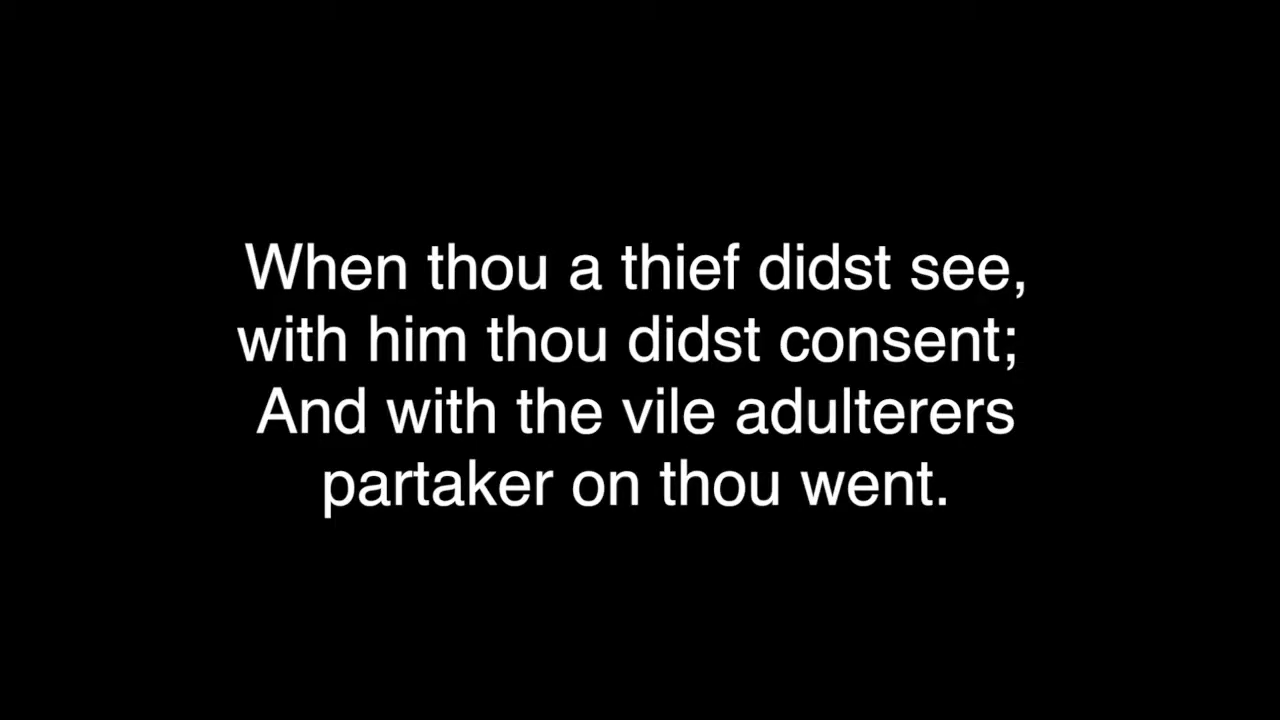 When thou a thief didst see,
with him thou didst consent;
And with the vile adulterers
partaker on thou went.